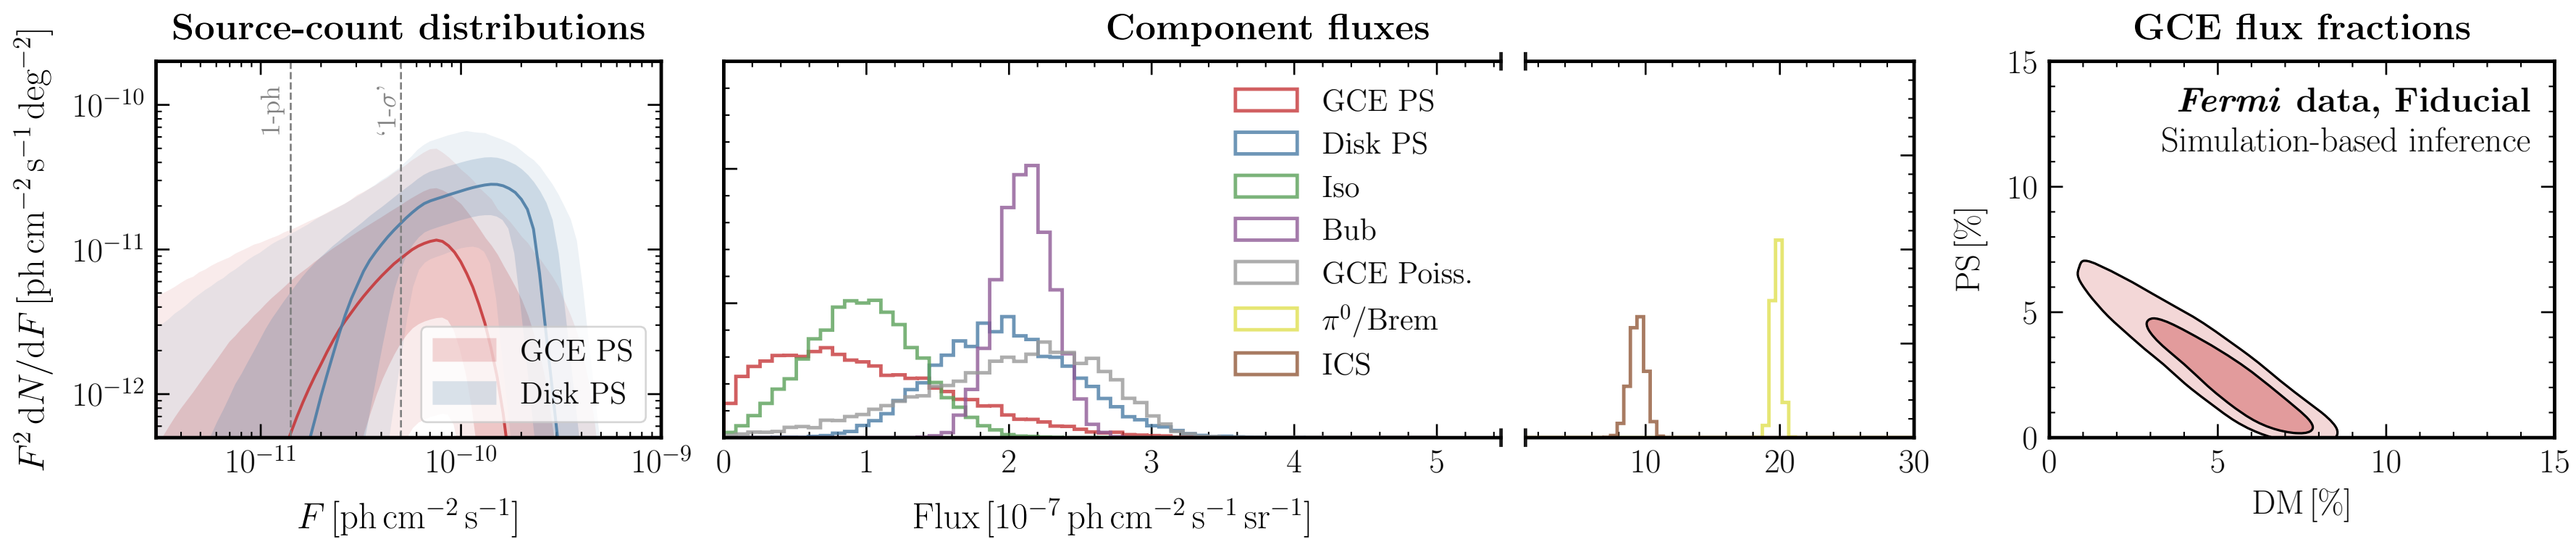 Source-count distributions
F² dN/dF [ph cm⁻² s⁻¹ deg⁻²]
10⁻¹⁰
10⁻¹¹
10⁻¹²
1-ph
‘1-σ’
GCE PS
Disk PS
10⁻¹¹ 10⁻¹⁰ 10⁻⁹
F [ph cm⁻² s⁻¹]
Component fluxes
GCE PS
Disk PS
Iso
Bub
GCE Poiss.
π⁰/Brem
ICS
0 1 2 3 4 5 10 20 30
Flux [10⁻⁷ ph cm⁻² s⁻¹ sr⁻¹]
GCE flux fractions
Fermi data, Fiducial
Simulation-based inference
PS [%]
15
10
5
0
0 5 10 15
DM [%]